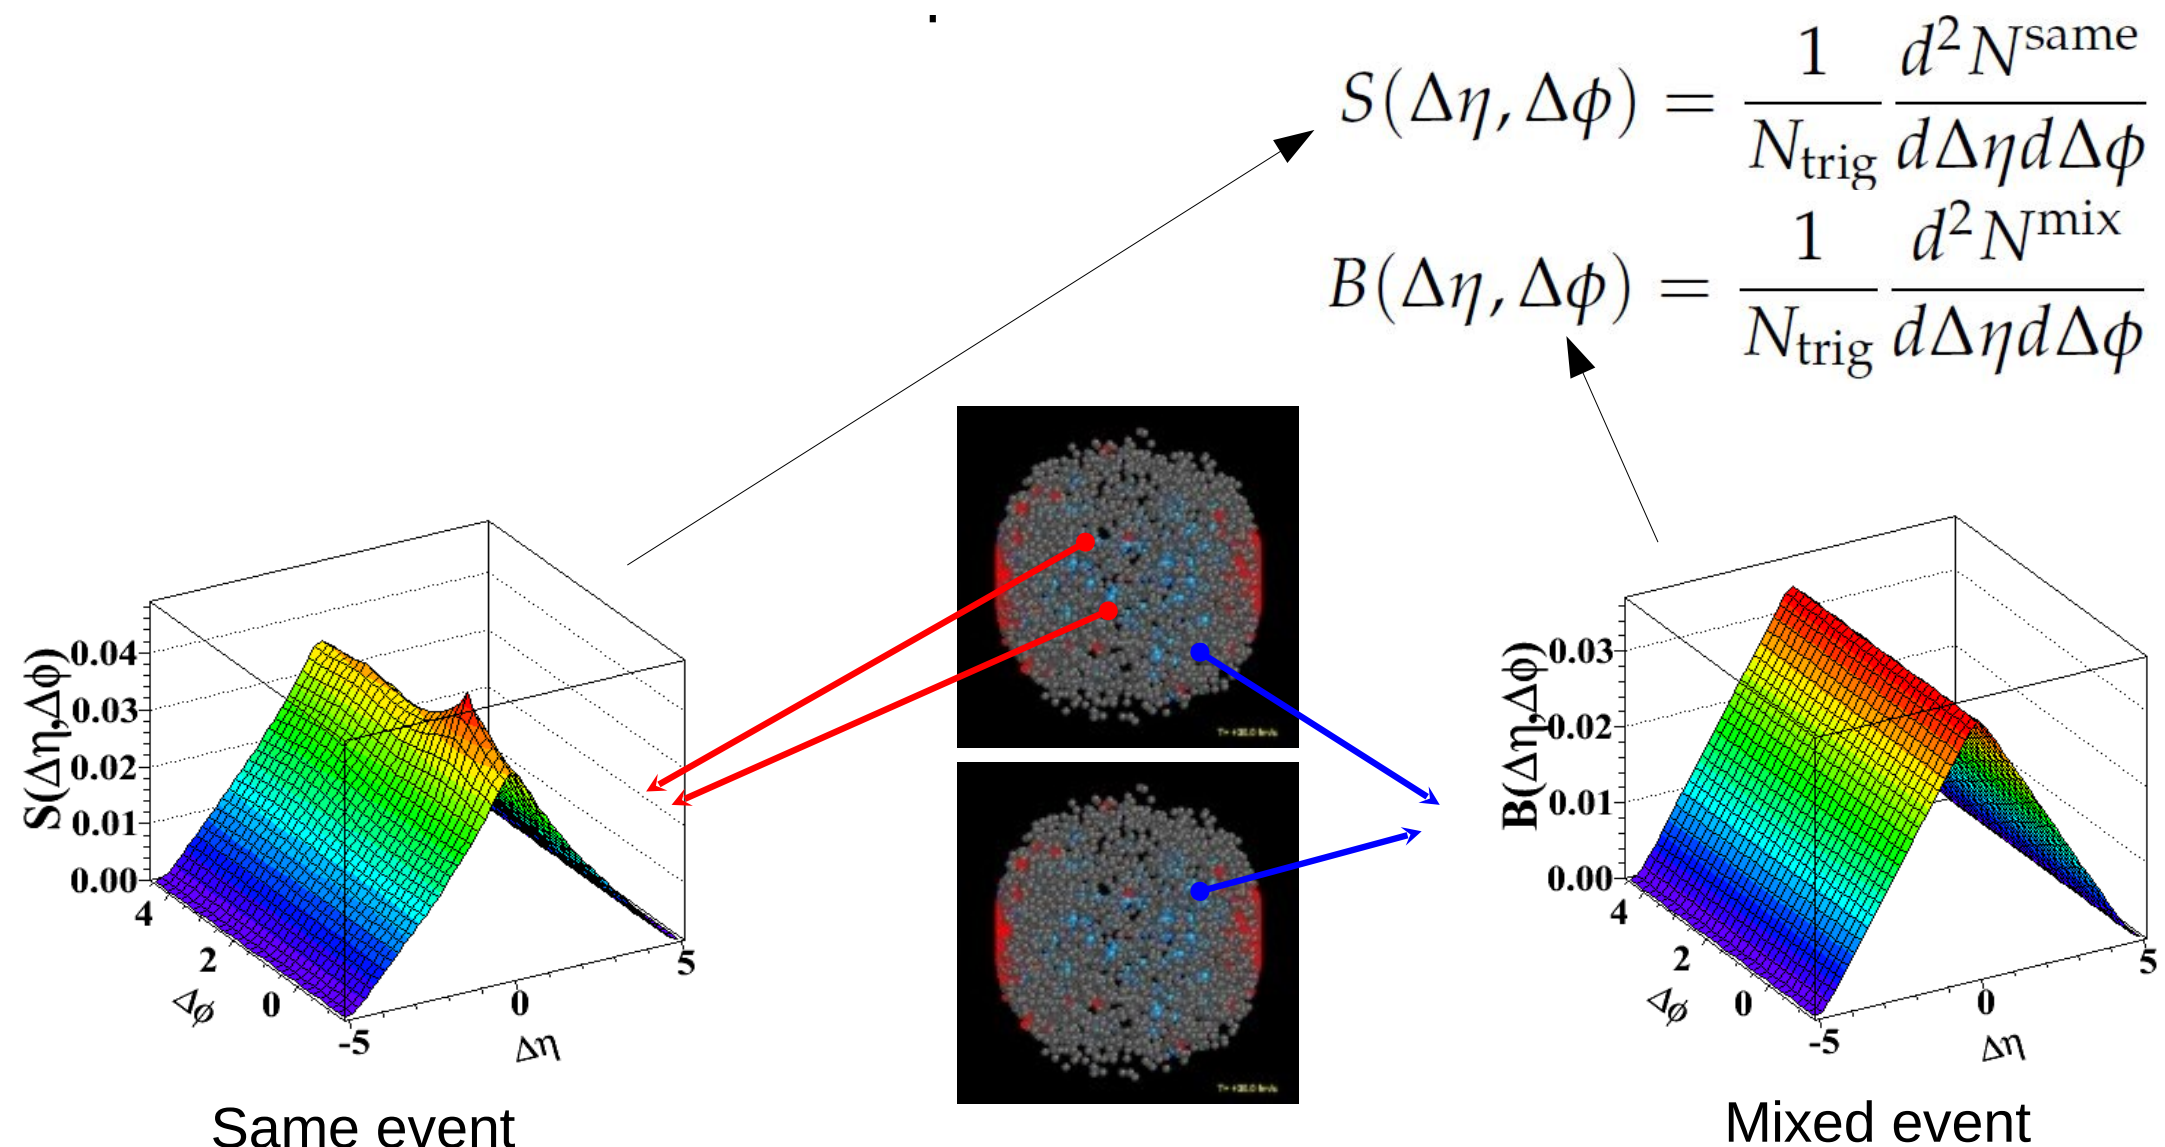 .
S(Δη, Δϕ) = 1/N_trig d²N^same/dΔηdΔϕ
B(Δη, Δϕ) = 1/N_trig d²N^mix/dΔηdΔϕ
S(Δη,Δϕ)
0.04
0.03
0.02
0.01
0.00
4
2
0
Δϕ
-5
0
5
Δη
B(Δη,Δϕ)
0.03
0.02
0.01
0.00
4
2
0
Δϕ
-5
0
5
Δη
Same event
Mixed event